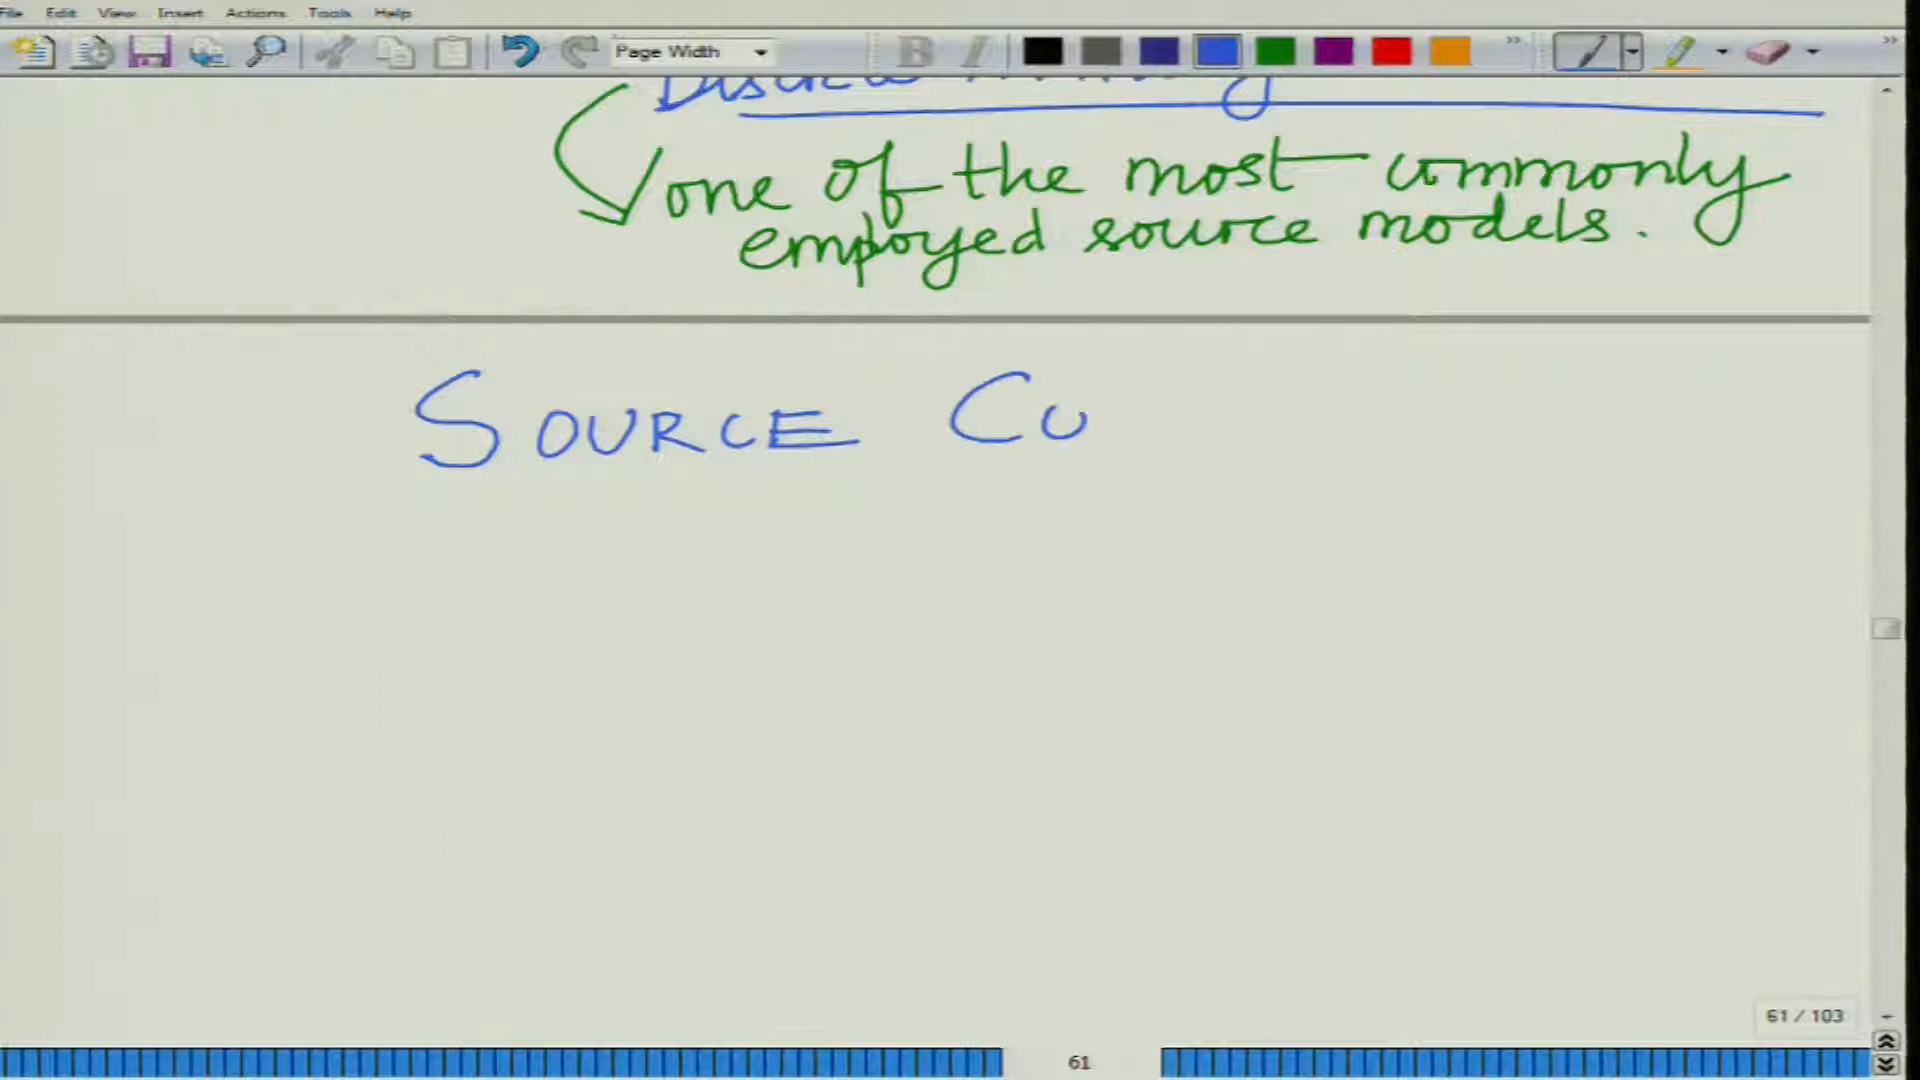 File Edit View Insert Actions Tools Help
Page Width
one of the most commonly
employed source models.
SOURCE CO
61 / 103
61